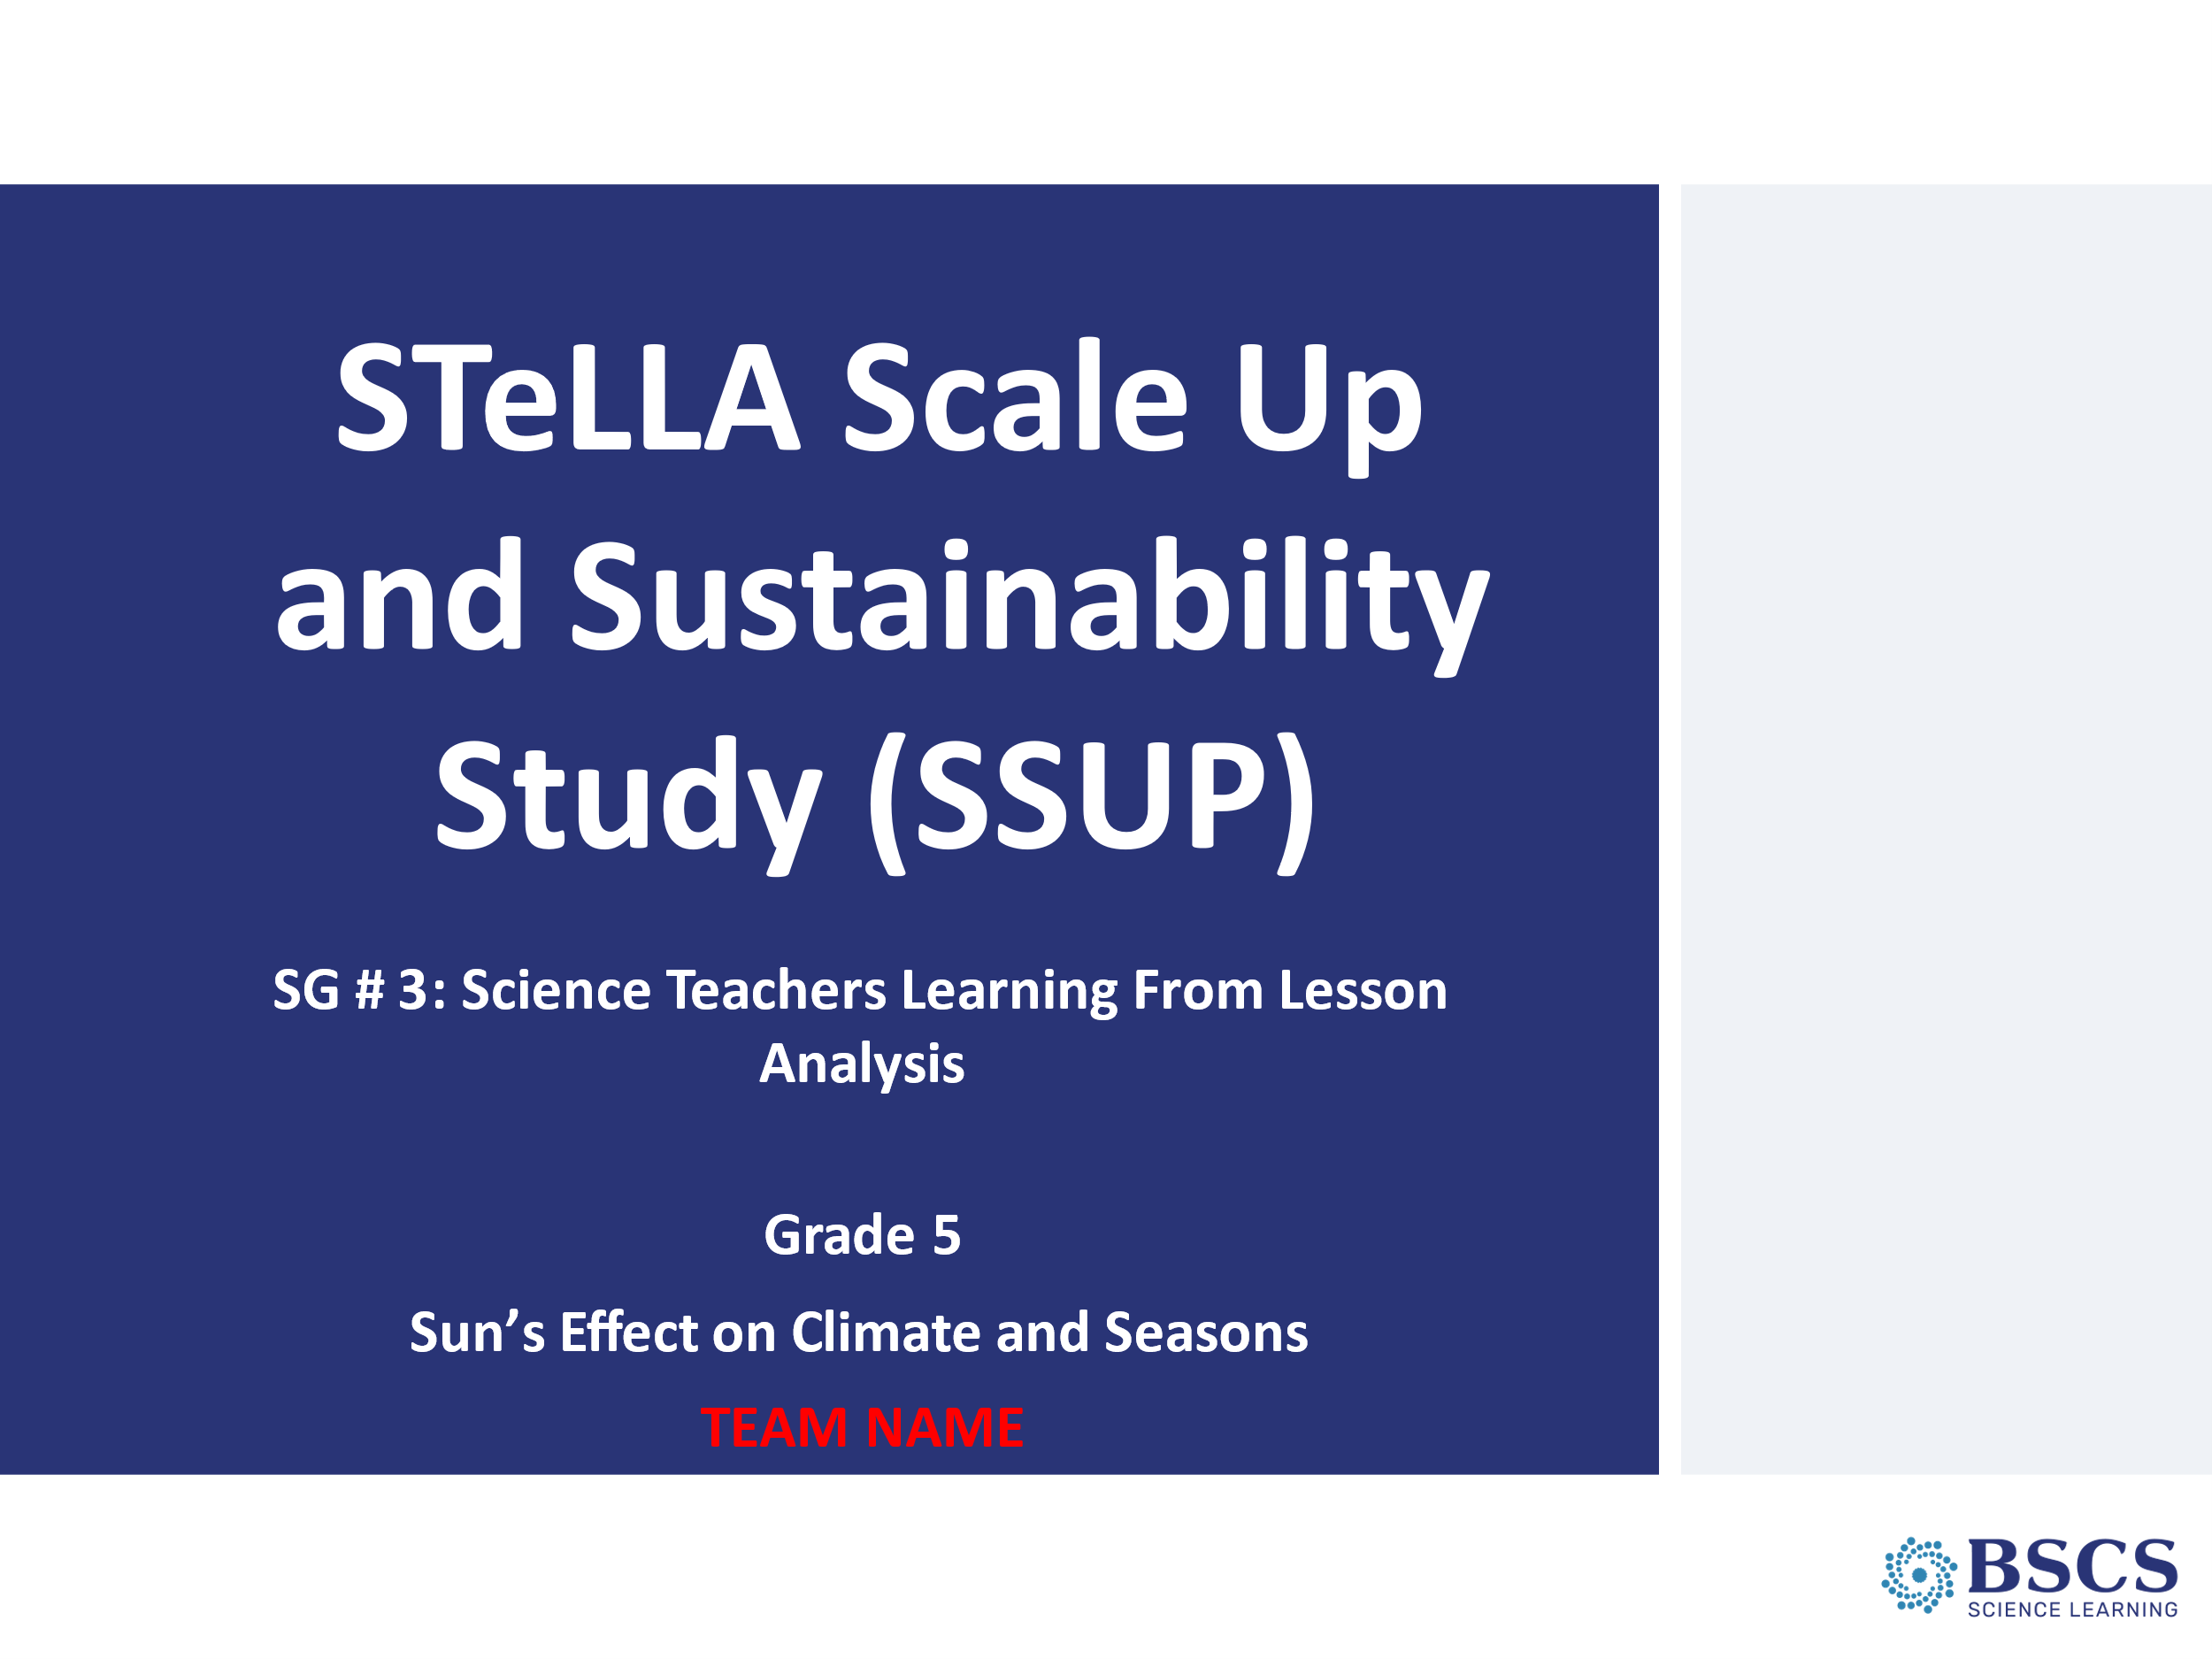 STeLLA Scale Up
and Sustainability
Study (SSUP)
SG # 3: Science Teachers Learning From Lesson
Analysis
Grade 5
Sun’s Effect on Climate and Seasons
TEAM NAME
BSCS
SCIENCE LEARNING